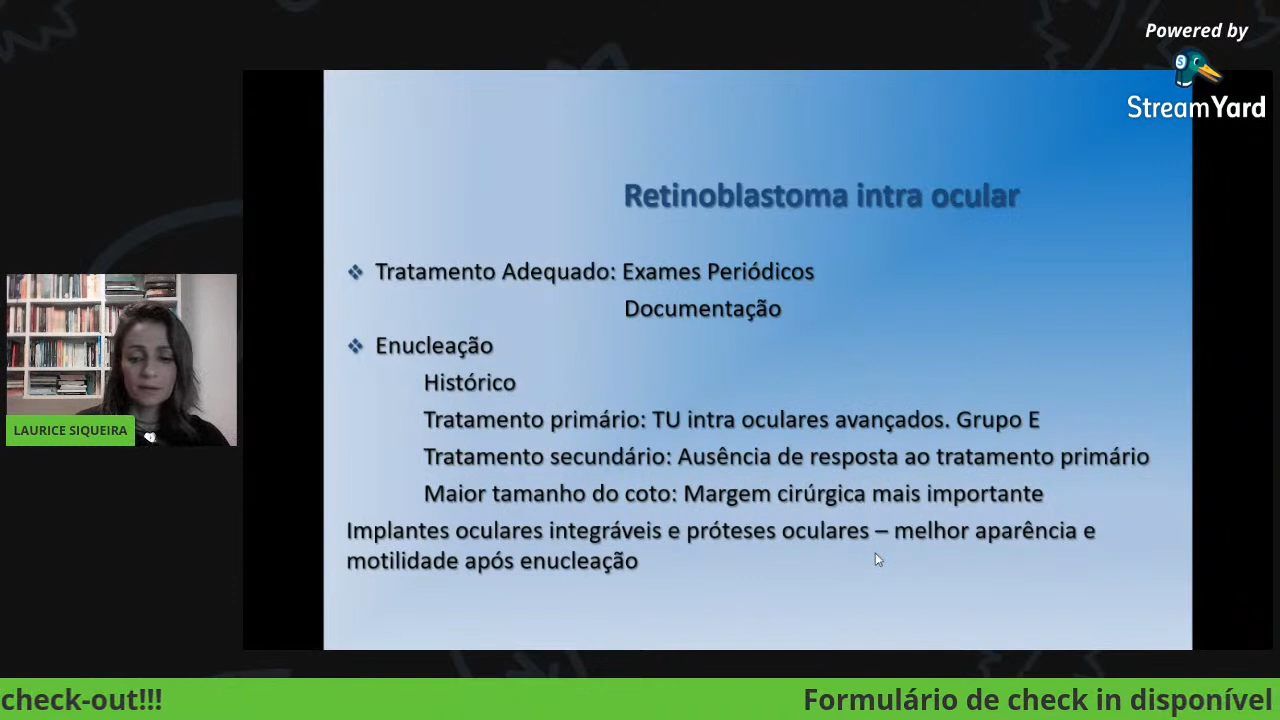 Powered by
StreamYard
Retinoblastoma intra ocular
Tratamento Adequado: Exames Periódicos
Documentação
Enucleação
Histórico
Tratamento primário: TU intra oculares avançados. Grupo E
Tratamento secundário: Ausência de resposta ao tratamento primário
Maior tamanho do coto: Margem cirúrgica mais importante
Implantes oculares integráveis e próteses oculares – melhor aparência e
motilidade após enucleação
LAURICE SIQUEIRA
check-out!!! Formulário de check in disponível